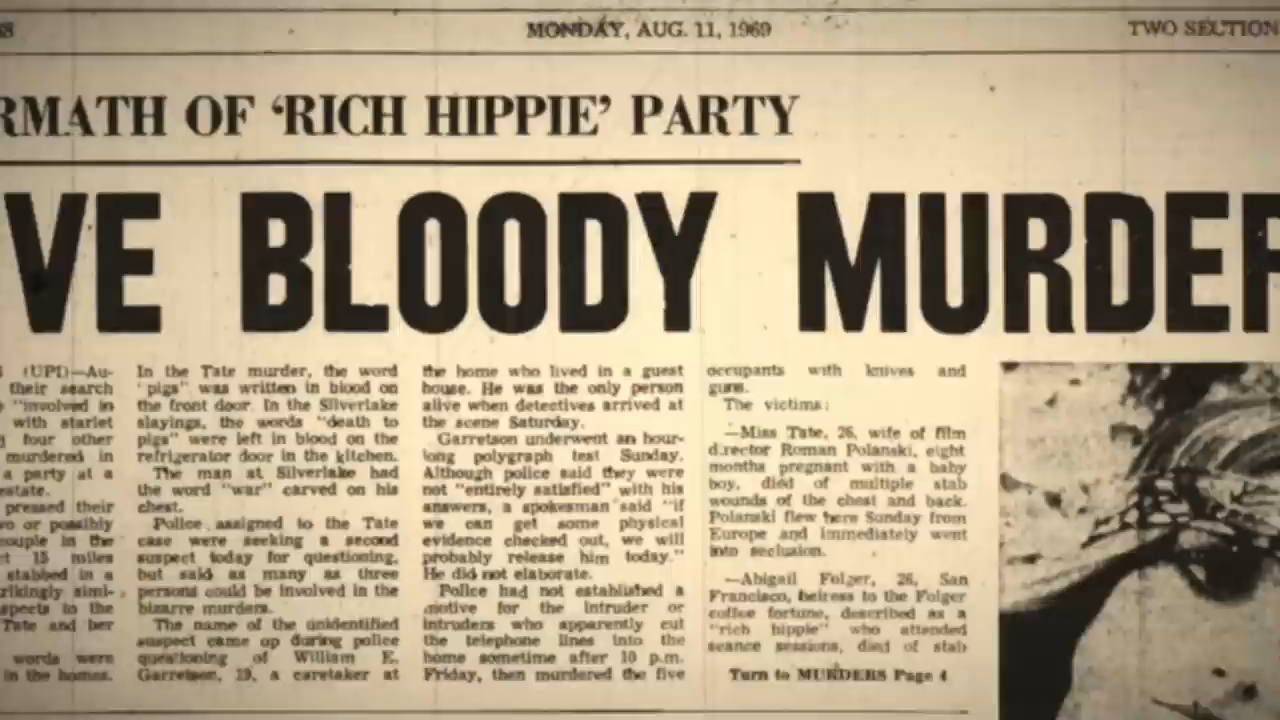 68
MONDAY, AUG. 11, 1969
TWO SECTION
RMATH OF ‘RICH HIPPIE’ PARTY
VE BLOODY MURDER
(UPI)—Au-
their search
"involved in
with starlet
four other
murdered in
a party at a
estate.
pressed their
vo or possibly
couple in the
15 miles
stabbed in a
rikingly simi-
spects to the
Tate and her
words were
in the homes.
In the Tate murder, the word
"pigs" was written in blood on
the front door. In the Silverlake
slayings, the words "death to
pigs" were left in blood on the
refrigerator door in the kitchen.
The man at Silverlake had
the word "war" carved on his
chest.
Police assigned to the Tate
case were seeking a second
suspect today for questioning,
but said as many as three
persons could be involved in the
bizarre murders.
The name of the unidentified
suspect came up during police
questioning of William E.
Garretson, 19, a caretaker at
the home who lived in a guest
house. He was the only person
alive when detectives arrived at
the scene Saturday.
Garretson underwent an hour-
long polygraph test Sunday.
Although police said they were
not "entirely satisfied" with his
answers, a spokesman said "if
we can get some physical
evidence checked out, we will
probably release him today."
He did not elaborate.
Police had not established a
motive for the intruder or
intruders who apparently cut
the telephone lines into the
home sometime after 10 p.m.
Friday, then murdered the five
occupants with knives and
guns.
The victims:
—Miss Tate, 26, wife of film
director Roman Polanski, eight
months pregnant with a baby
boy, died of multiple stab
wounds of the chest and back.
Polanski flew here Sunday from
Europe and immediately went
into seclusion.
—Abigail Folger, 26, San
Francisco, heiress to the Folger
coffee fortune, described as a
"rich hippie" who attended
seance sessions, died of stab
Turn to MURDERS Page 4